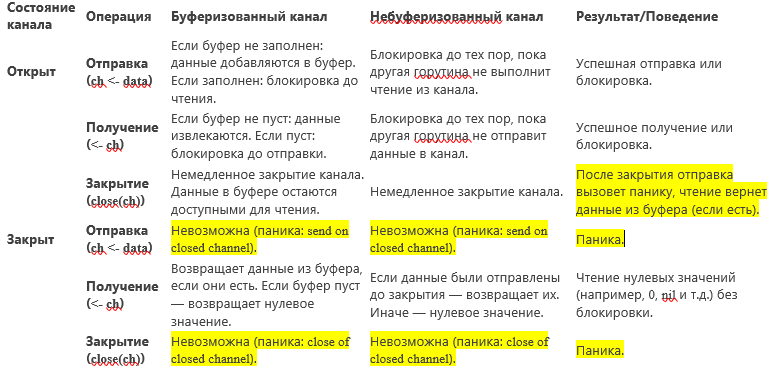 Состояние канала Операция Буферизованный канал Небуферизованный канал Результат/Поведение
Открыт
Отправка
(ch <- data)
Если буфер не заполнен:
данные добавляются в буфер.
Если заполнен: блокировка до
чтения.
Блокировка до тех пор, пока
другая горутина не выполнит
чтение из канала.
Успешная отправка или
блокировка.
Получение
(<- ch)
Если буфер не пуст: данные
извлекаются. Если пуст:
блокировка до отправки.
Блокировка до тех пор, пока
другая горутина не отправит
данные в канал.
Успешное получение или
блокировка.
Закрытие
(close(ch))
Немедленное закрытие канала.
Данные в буфере остаются
доступными для чтения.
Немедленное закрытие канала.
После закрытия отправка
вызовет панику, чтение вернет
данные из буфера (если есть).
Закрыт
Отправка
(ch <- data)
Невозможна (паника: send on
closed channel).
Невозможна (паника: send on
closed channel).
Паника.
Получение
(<- ch)
Возвращает данные из буфера,
если они есть. Если буфер пуст
— возвращает нулевое
значение.
Если данные были отправлены
до закрытия — возвращает их.
Иначе — нулевое значение.
Чтение нулевых значений
(например, 0, nil и т.д.) без
блокировки.
Закрытие
(close(ch))
Невозможна (паника: close of
closed channel).
Невозможна (паника: close of
closed channel).
Паника.